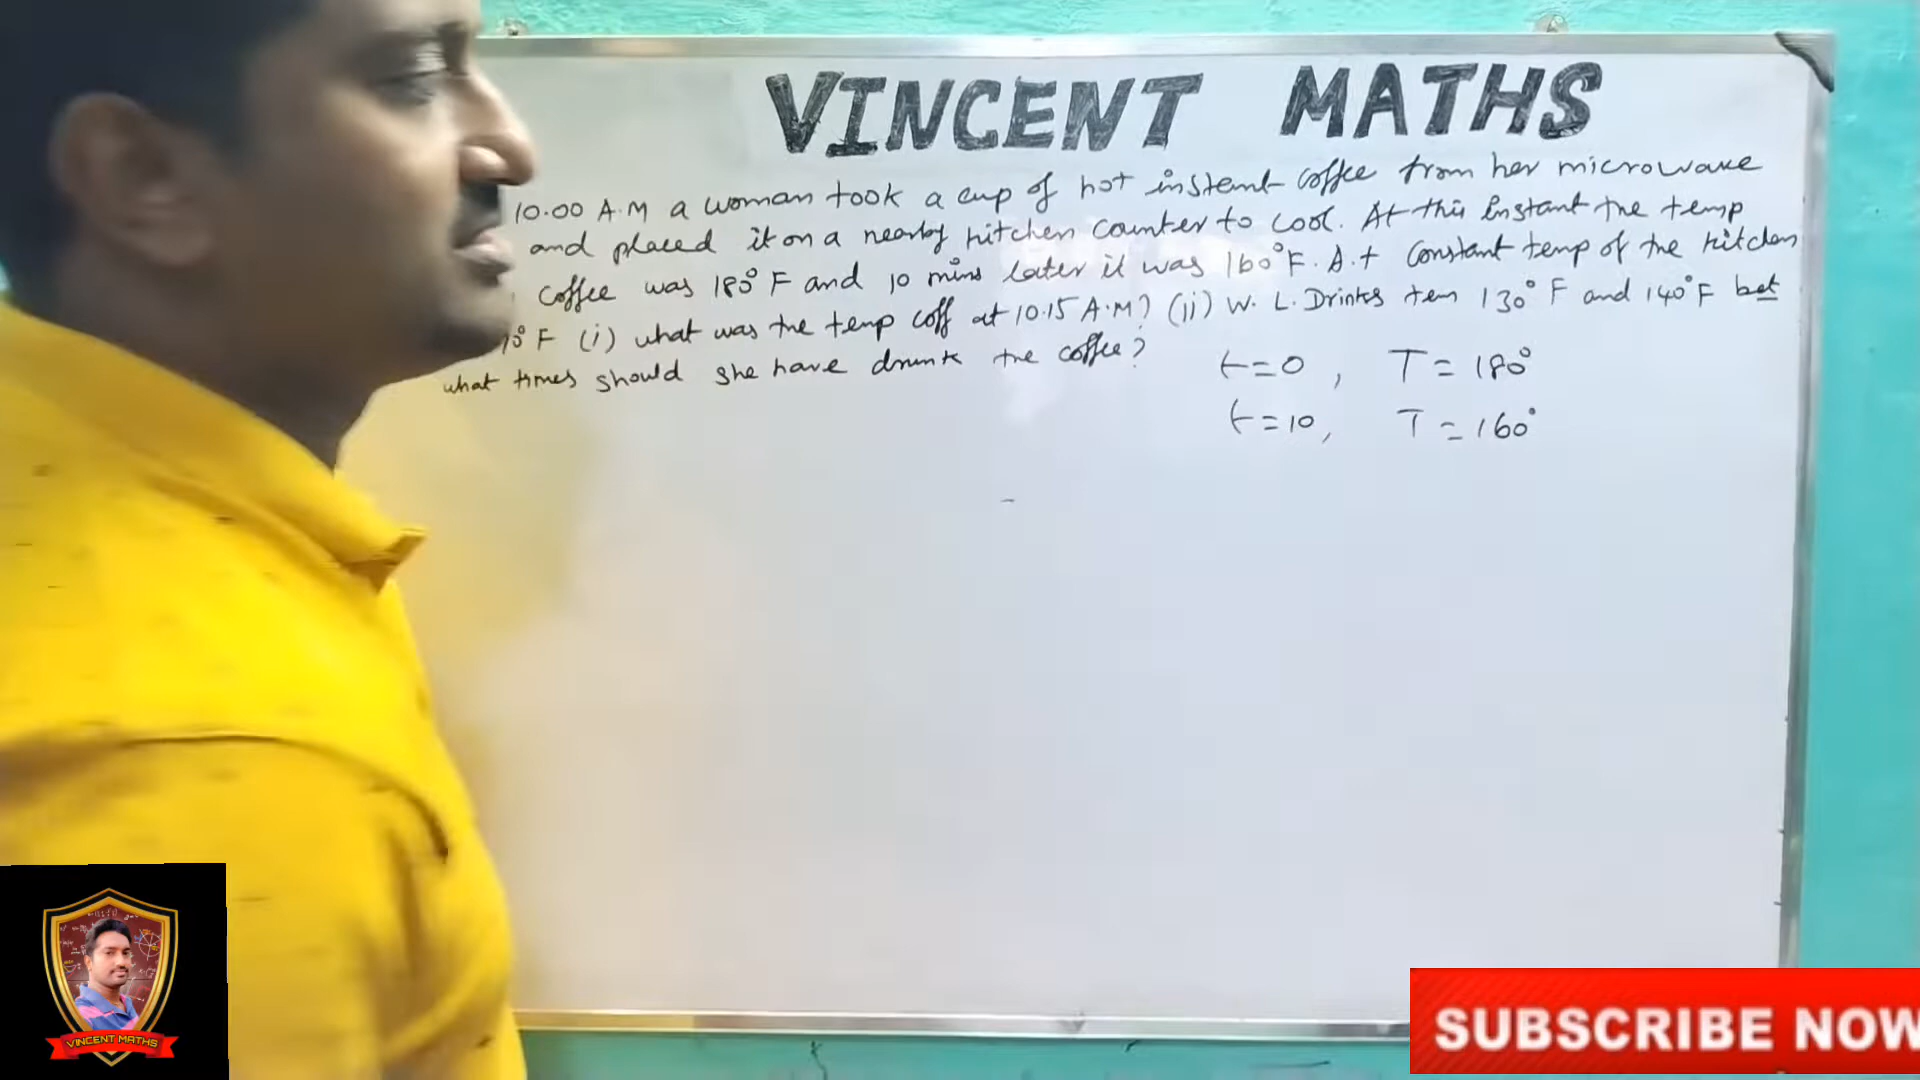 VINCENT MATHS
10.00 A.M a woman took a cup of hot instant coffee from her microwave
and placed it on a nearby kitchen counter to cool. At this instant the temp
coffee was 180°F and 10 mins later it was 160°F. A.t constant temp of the kitchen
0°F (i) what was the temp coff at 10.15 A.M? (ii) W. L. Drinks tem 130°F and 140°F bet
what times should she have drunk the coffee?
t=0, T=180°
t=10, T=160°
VINCENT MATHS
SUBSCRIBE NOW